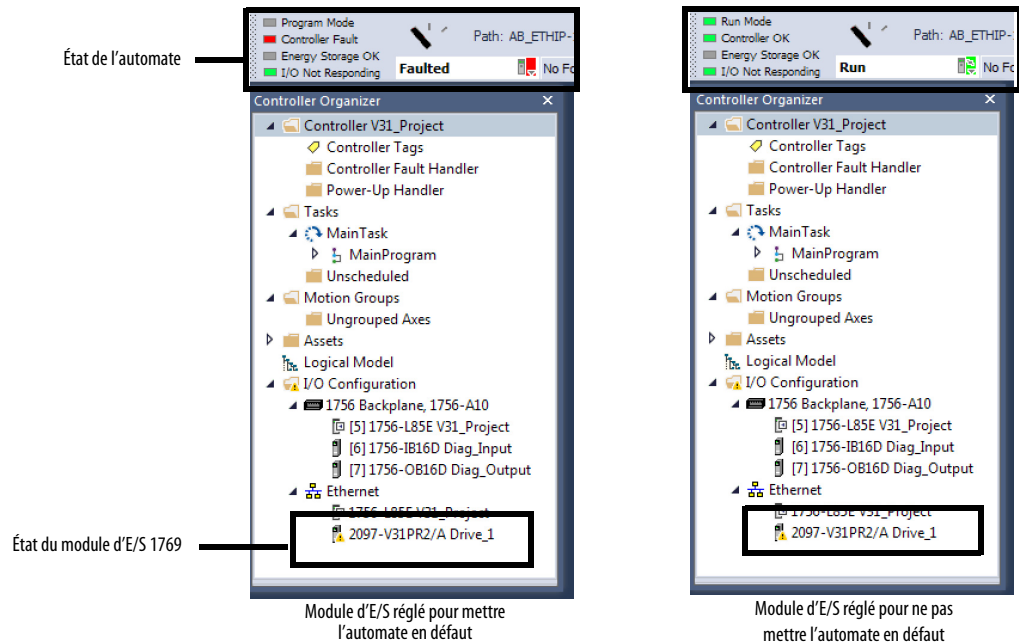 État de l'automate
Program Mode
Controller Fault
Energy Storage OK
I/O Not Responding
Path: AB_ETHIP-
Faulted
No Fo
Controller Organizer
Controller V31_Project
Controller Tags
Controller Fault Handler
Power-Up Handler
Tasks
MainTask
MainProgram
Unscheduled
Motion Groups
Ungrouped Axes
Assets
Logical Model
I/O Configuration
1756 Backplane, 1756-A10
[5] 1756-L85E V31_Project
[6] 1756-IB16D Diag_Input
[7] 1756-OB16D Diag_Output
Ethernet
1756-L85E V31_Project
2097-V31PR2/A Drive_1
État du module d'E/S 1769
Module d'E/S réglé pour mettre
l'automate en défaut
Run Mode
Controller OK
Energy Storage OK
I/O Not Responding
Path: AB_ETHIP-
Run
No Fo
Controller Organizer
Controller V31_Project
Controller Tags
Controller Fault Handler
Power-Up Handler
Tasks
MainTask
MainProgram
Unscheduled
Motion Groups
Ungrouped Axes
Assets
Logical Model
I/O Configuration
1756 Backplane, 1756-A10
[5] 1756-L85E V31_Project
[6] 1756-IB16D Diag_Input
[7] 1756-OB16D Diag_Output
Ethernet
1756-L85E V31_Project
2097-V31PR2/A Drive_1
Module d'E/S réglé pour ne pas
mettre l'automate en défaut